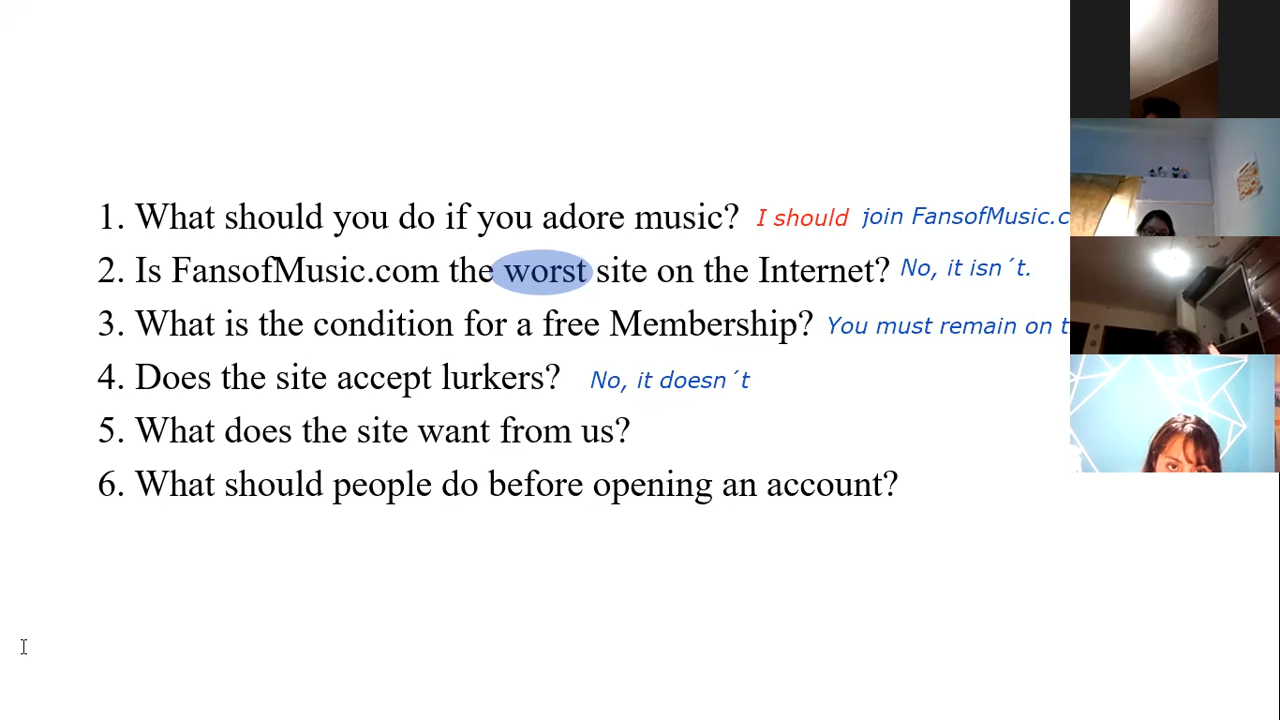 1. What should you do if you adore music? I should join FansofMusic.c
2. Is FansofMusic.com the worst site on the Internet? No, it isn´t.
3. What is the condition for a free Membership? You must remain on t
4. Does the site accept lurkers? No, it doesn´t
5. What does the site want from us?
6. What should people do before opening an account?